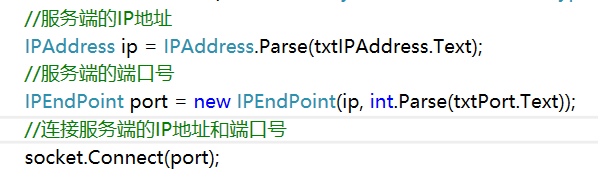 //服务端的IP地址
IPAddress ip = IPAddress.Parse(txtIPAddress.Text);
//服务端的端口号
IPEndPoint port = new IPEndPoint(ip, int.Parse(txtPort.Text));
//连接服务端的IP地址和端口号
socket.Connect(port);